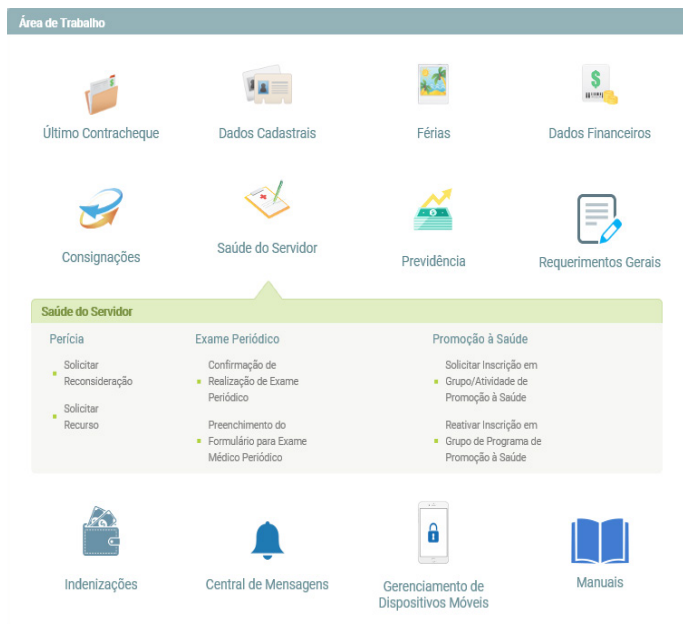 Área de Trabalho
Último Contracheque
Dados Cadastrais
Férias
Dados Financeiros
Consignações
Saúde do Servidor
Previdência
Requerimentos Gerais
Saúde do Servidor
Perícia
Solicitar
Reconsideração
Solicitar
Recurso
Exame Periódico
Confirmação de
Realização de Exame
Periódico
Preenchimento do
Formulário para Exame
Médico Periódico
Promoção à Saúde
Solicitar Inscrição em
Grupo/Atividade de
Promoção à Saúde
Reativar Inscrição em
Grupo de Programa de
Promoção à Saúde
Indenizações
Central de Mensagens
Gerenciamento de
Dispositivos Móveis
Manuais